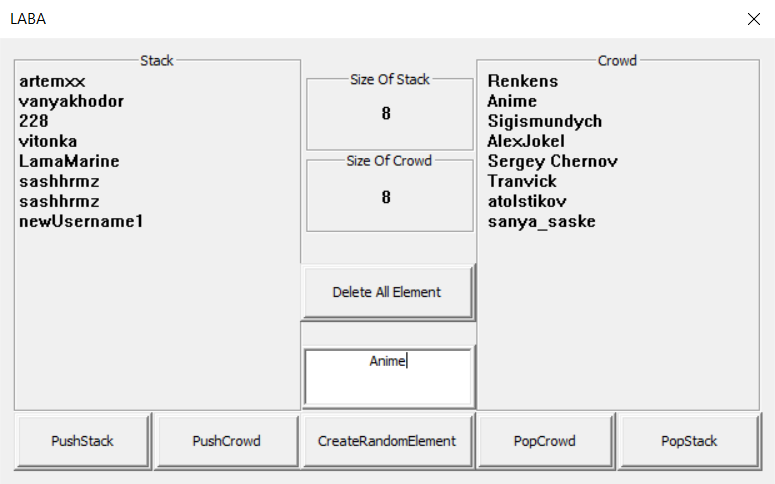 LABA
Stack
artemxx
vanyakhodor
228
vitonka
LamaMarine
sashhrmz
sashhrmz
newUsername1
Size Of Stack
8
Size Of Crowd
8
Delete All Element
Anime
Crowd
Renkens
Anime
Sigismundych
AlexJokel
Sergey Chernov
Tranvick
atolstikov
sanya_saske
PushStack
PushCrowd
CreateRandomElement
PopCrowd
PopStack